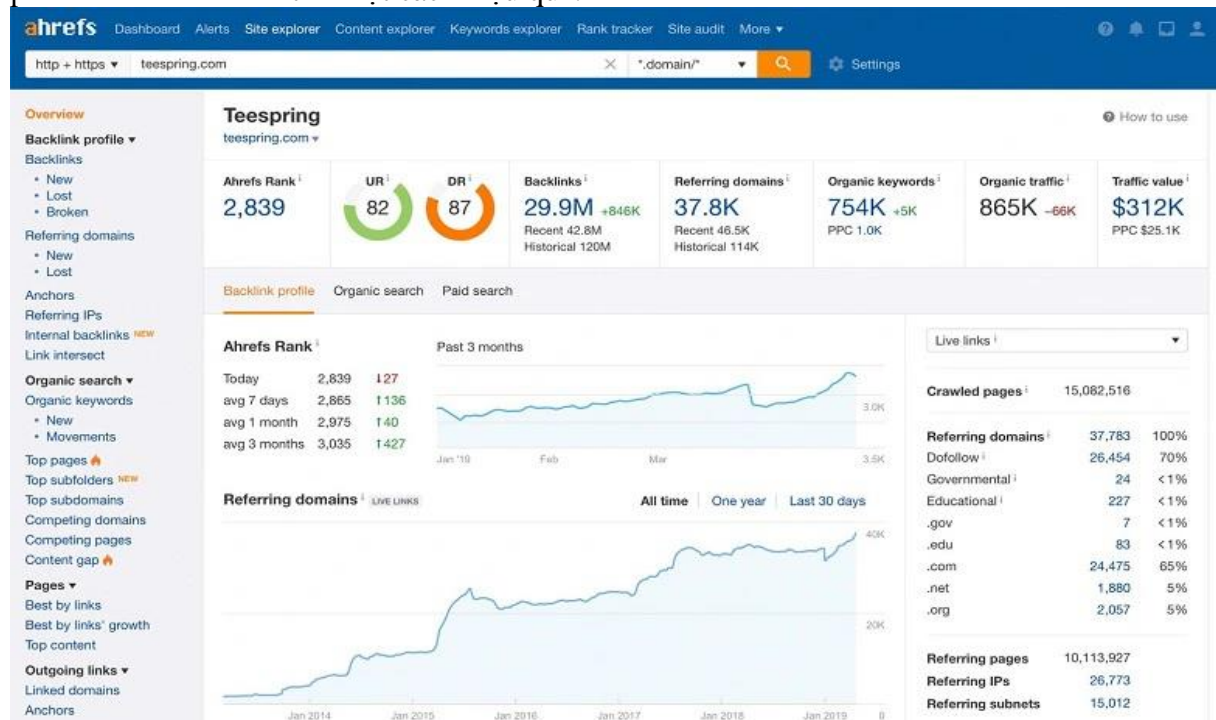 ahrefs Dashboard Alerts Site explorer Content explorer Keywords explorer Rank tracker Site audit More ▾
http + https ▾ teespring.com × *.domain/* ▾ Settings
Overview
Backlink profile ▾
Backlinks
• New
• Lost
• Broken
Referring domains
• New
• Lost
Anchors
Referring IPs
Internal backlinks NEW
Link intersect
Organic search ▾
Organic keywords
• New
• Movements
Top pages
Top subfolders NEW
Top subdomains
Competing domains
Competing pages
Content gap
Pages ▾
Best by links
Best by links' growth
Top content
Outgoing links ▾
Linked domains
Anchors
Teespring
teespring.com ▾
How to use
Ahrefs Rank i
2,839
UR i
82
DR i
87
Backlinks i
29.9M +846K
Recent 42.8M
Historical 120M
Referring domains i
37.8K
Recent 46.5K
Historical 114K
Organic keywords i
754K +5K
PPC 1.0K
Organic traffic i
865K -66K
Traffic value i
$312K
PPC $25.1K
Backlink profile Organic search Paid search
Ahrefs Rank i Past 3 months
Today 2,839 ↓27
avg 7 days 2,865 ↑136
avg 1 month 2,975 ↑40
avg 3 months 3,035 ↑427
3.0K
3.5K
Jan '19 Feb Mar
Referring domains i LIVE LINKS All time One year Last 30 days
40K
20K
0
Jan 2014 Jan 2015 Jan 2016 Jan 2017 Jan 2018 Jan 2019
Live links i ▾
Crawled pages i 15,082,516
Referring domains i 37,783 100%
Dofollow i 26,454 70%
Governmental i 24 <1%
Educational i 227 <1%
.gov 7 <1%
.edu 83 <1%
.com 24,475 65%
.net 1,880 5%
.org 2,057 5%
Referring pages 10,113,927
Referring IPs 26,773
Referring subnets 15,012